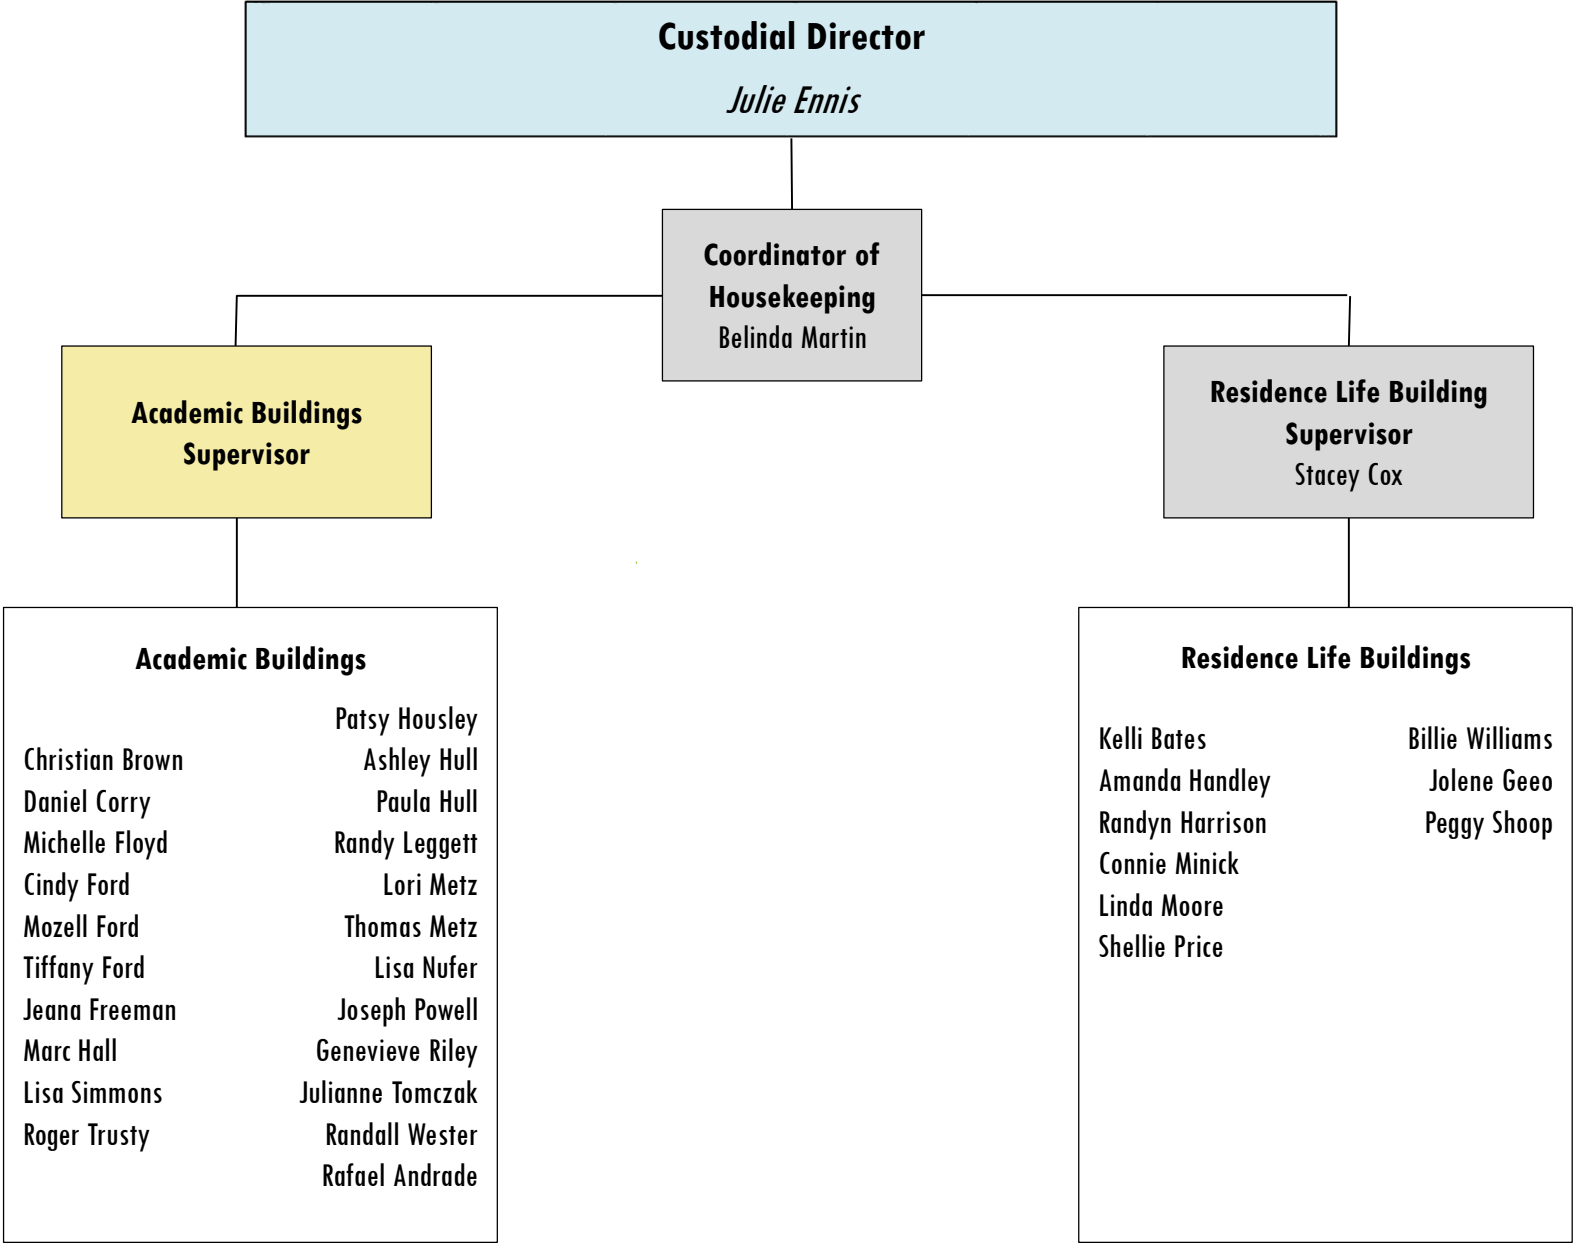 Custodial Director
Julie Ennis
Coordinator of
Housekeeping
Belinda Martin
Academic Buildings
Supervisor
Residence Life Building
Supervisor
Stacey Cox
Academic Buildings
Christian Brown
Daniel Corry
Michelle Floyd
Cindy Ford
Mozell Ford
Tiffany Ford
Jeana Freeman
Marc Hall
Lisa Simmons
Roger Trusty
Patsy Housley
Ashley Hull
Paula Hull
Randy Leggett
Lori Metz
Thomas Metz
Lisa Nufer
Joseph Powell
Genevieve Riley
Julianne Tomczak
Randall Wester
Rafael Andrade
Residence Life Buildings
Kelli Bates
Amanda Handley
Randyn Harrison
Connie Minick
Linda Moore
Shellie Price
Billie Williams
Jolene Geeo
Peggy Shoop